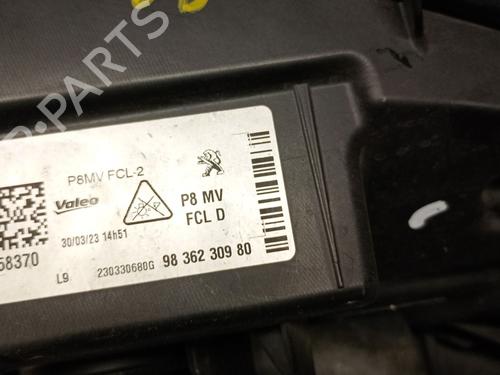 P8MV FCL-2
Valeo
P8 MV
FCL D
30/03/23 14h51
58370
L9
230330680G
98 362 309 80
B-PARTS